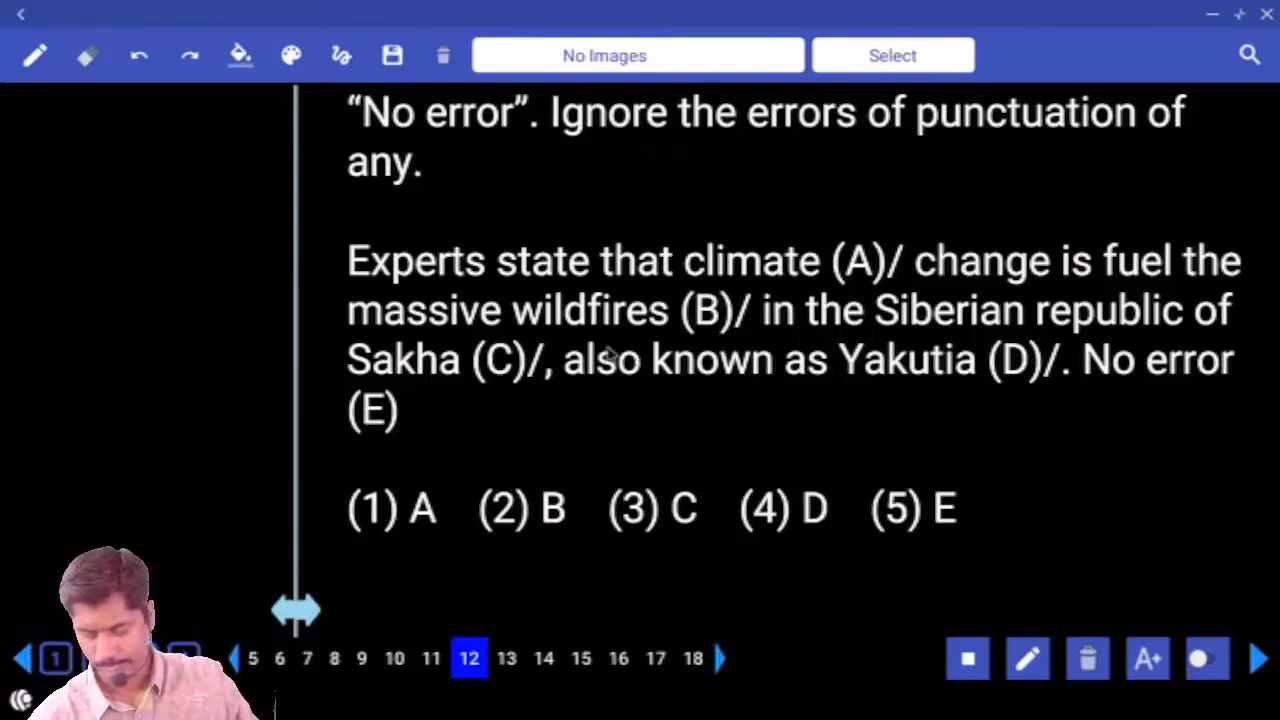 No Images
Select
“No error”. Ignore the errors of punctuation of
any.
Experts state that climate (A)/ change is fuel the
massive wildfires (B)/ in the Siberian republic of
Sakha (C)/, also known as Yakutia (D)/. No error
(E)
(1) A (2) B (3) C (4) D (5) E
1
5 6 7 8 9 10 11 12 13 14 15 16 17 18
A+